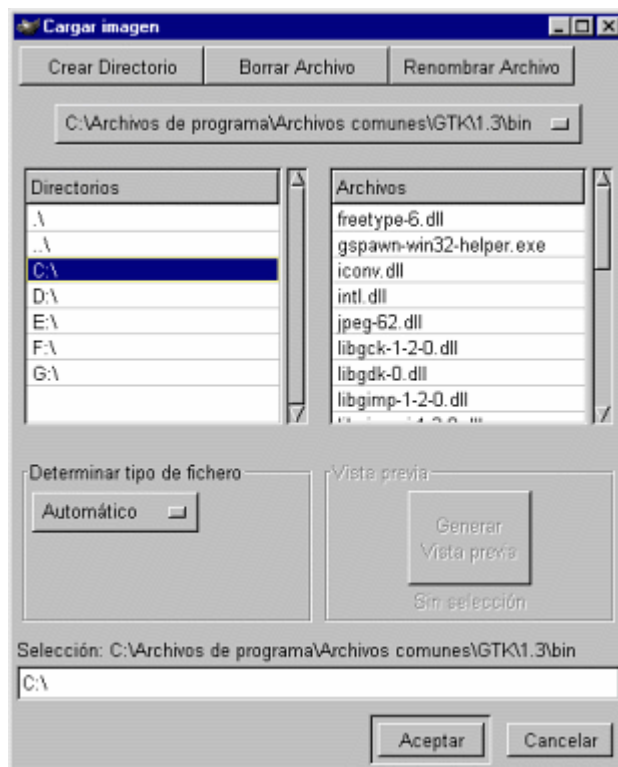 Cargar imagen
Crear Directorio Borrar Archivo Renombrar Archivo
C:\Archivos de programa\Archivos comunes\GTK\1.3\bin
Directorios
.\
..\
C:\
D:\
E:\
F:\
G:\
Archivos
freetype-6.dll
gspawn-win32-helper.exe
iconv.dll
intl.dll
jpeg-62.dll
libgck-1-2-0.dll
libgdk-0.dll
libgimp-1-2-0.dll
Determinar tipo de fichero
Automático
Vista previa
Generar
Vista previa
Sin selección
Selección: C:\Archivos de programa\Archivos comunes\GTK\1.3\bin
C:\
Aceptar Cancelar